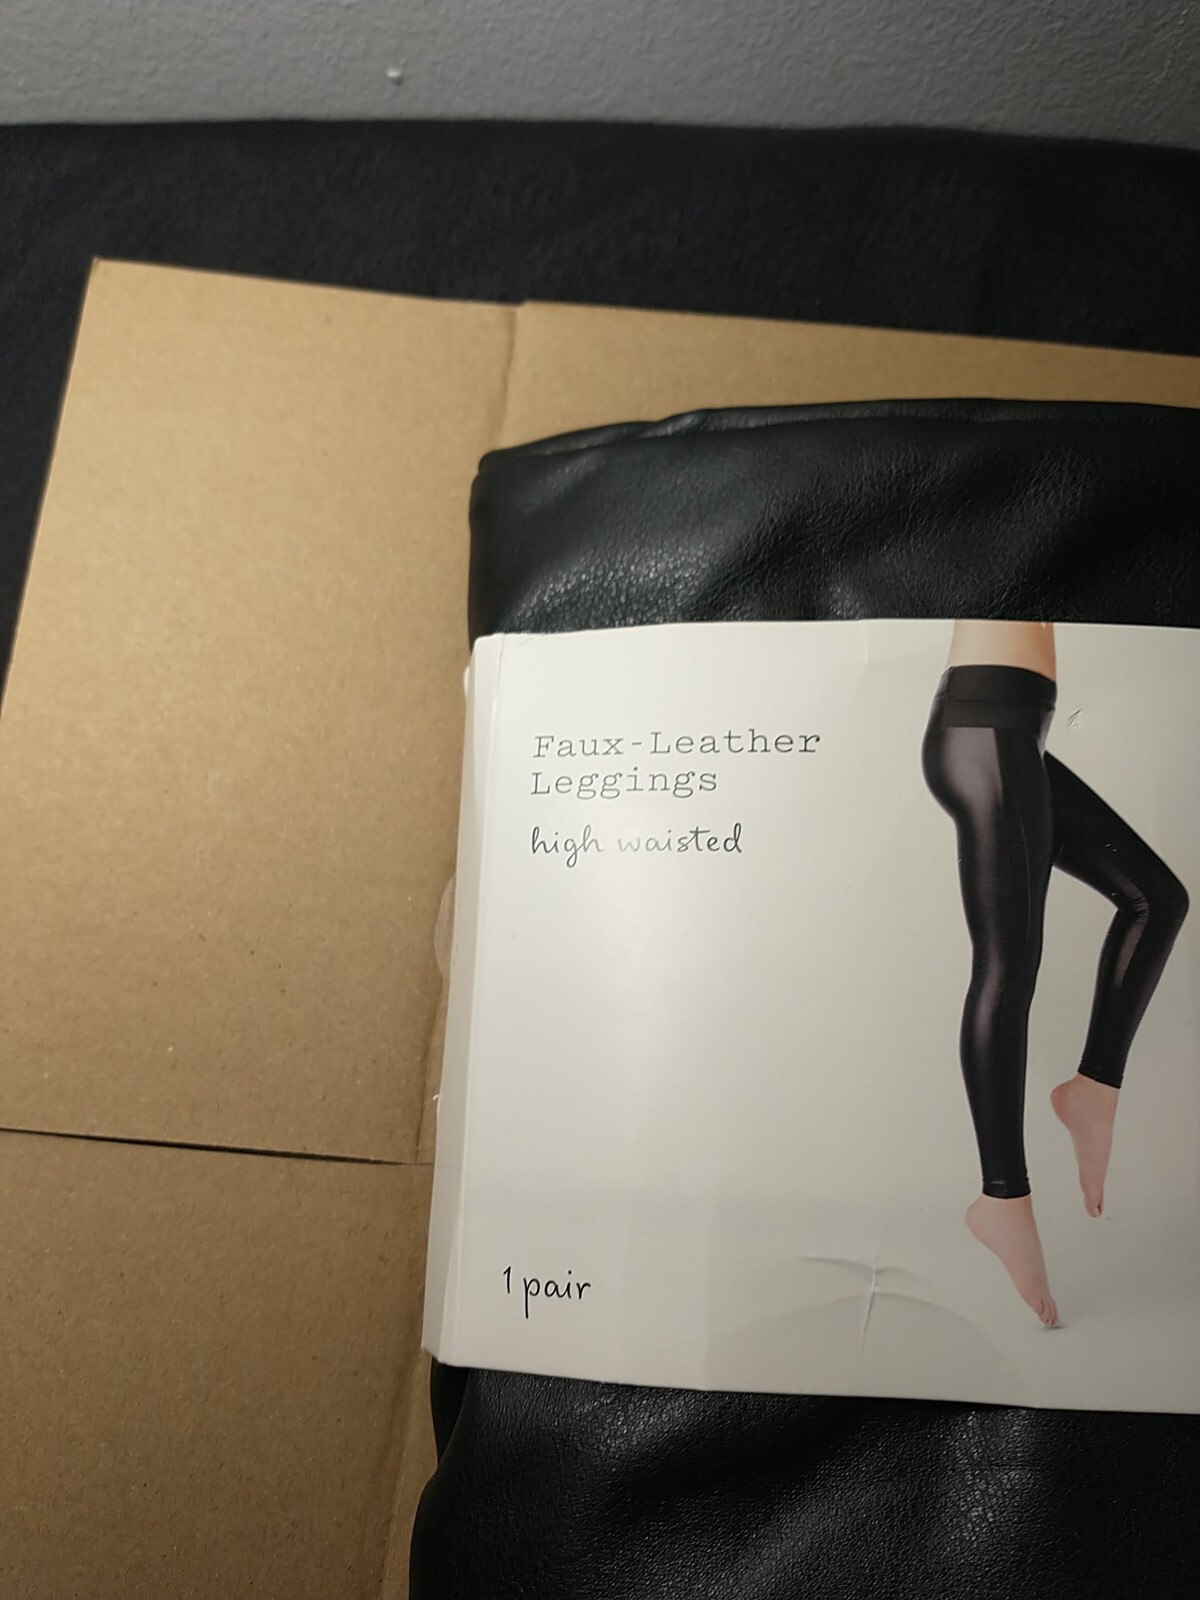 Faux-Leather
Leggings
high waisted
1 pair